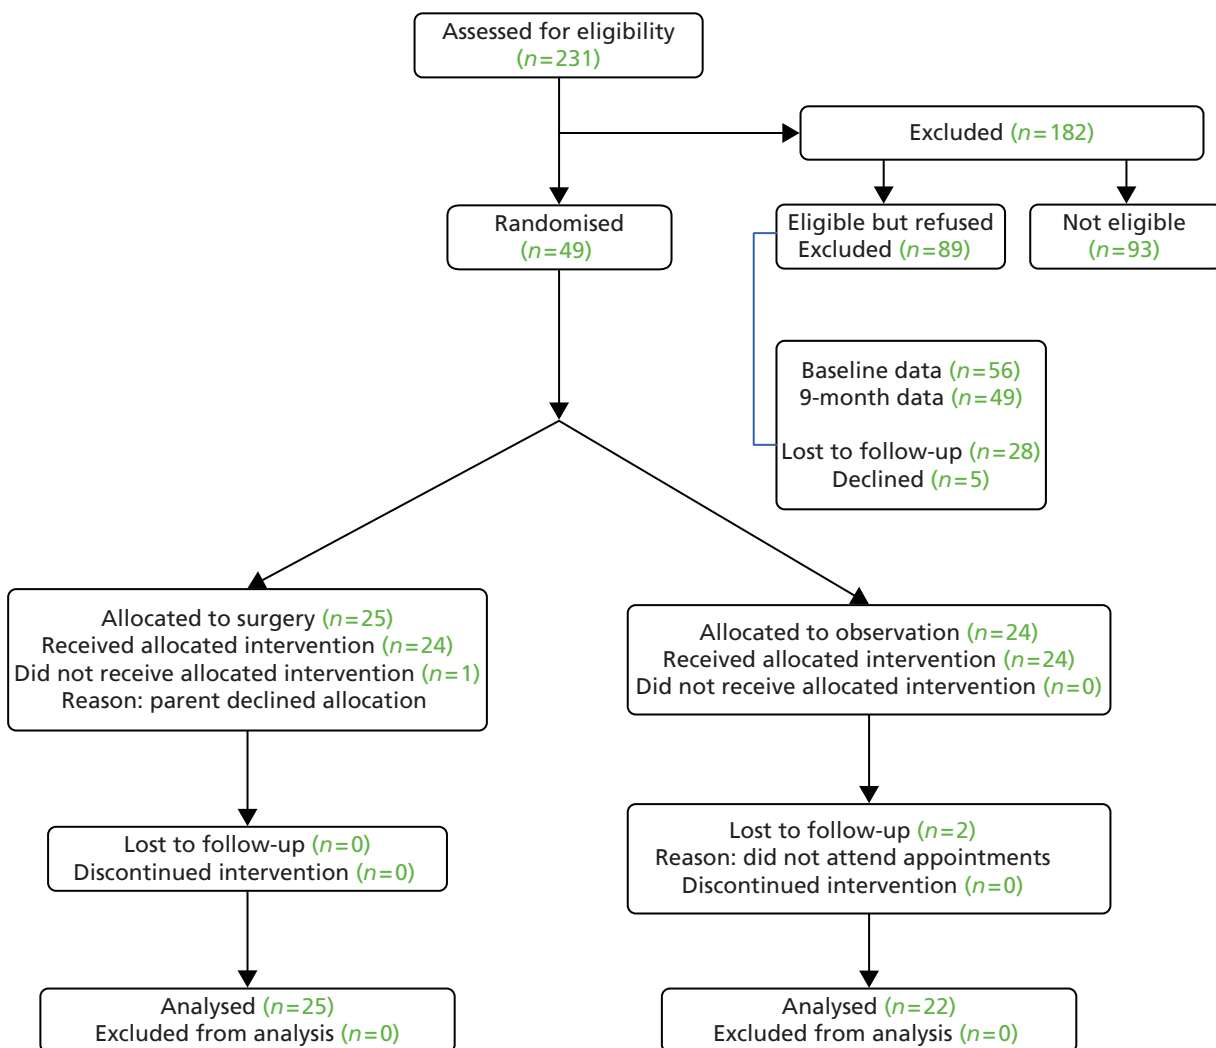 Assessed for eligibility
(n=231)
Excluded (n=182)
Randomised
(n=49)
Eligible but refused
Excluded (n=89)
Not eligible
(n=93)
Baseline data (n=56)
9-month data (n=49)
Lost to follow-up (n=28)
Declined (n=5)
Allocated to surgery (n=25)
Received allocated intervention (n=24)
Did not receive allocated intervention (n=1)
Reason: parent declined allocation
Allocated to observation (n=24)
Received allocated intervention (n=24)
Did not receive allocated intervention (n=0)
Lost to follow-up (n=0)
Discontinued intervention (n=0)
Lost to follow-up (n=2)
Reason: did not attend appointments
Discontinued intervention (n=0)
Analysed (n=25)
Excluded from analysis (n=0)
Analysed (n=22)
Excluded from analysis (n=0)